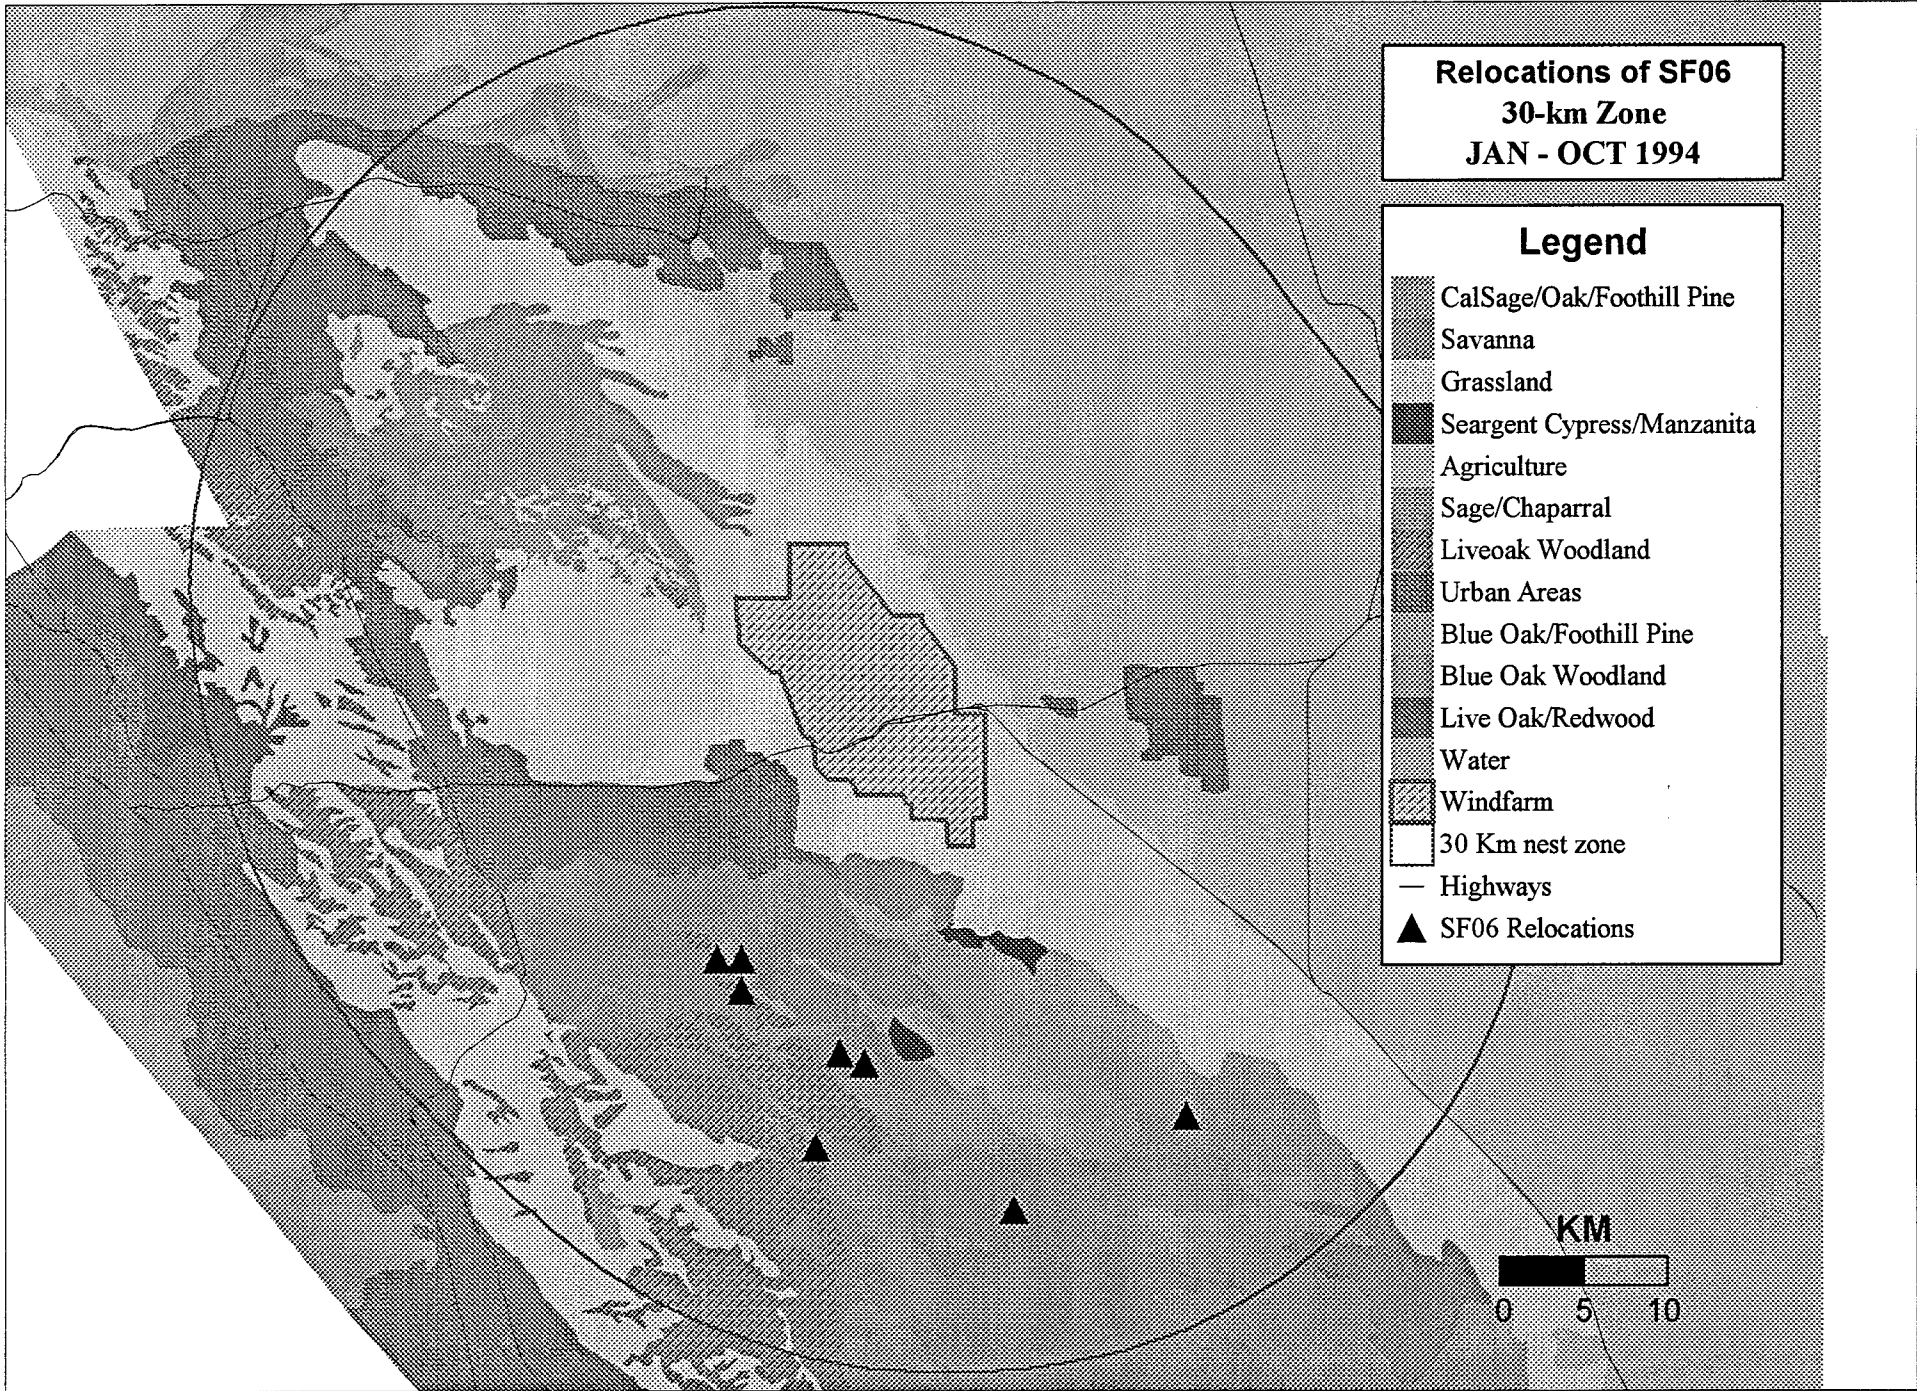 Relocations of SF06
30-km Zone
JAN - OCT 1994
Legend
CalSage/Oak/Foothill Pine
Savanna
Grassland
Seargent Cypress/Manzanita
Agriculture
Sage/Chaparral
Liveoak Woodland
Urban Areas
Blue Oak/Foothill Pine
Blue Oak Woodland
Live Oak/Redwood
Water
Windfarm
30 Km nest zone
Highways
SF06 Relocations
KM
0 5 10